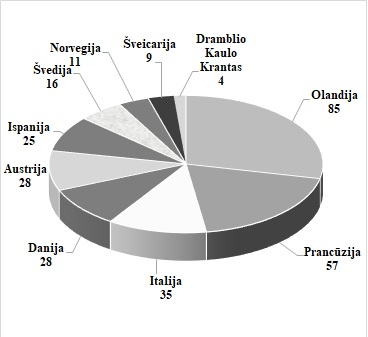 Olandija
85
Prancūzija
57
Italija
35
Danija
28
Austrija
28
Ispanija
25
Švedija
16
Norvegija
11
Šveicarija
9
Dramblio
Kaulo
Krantas
4